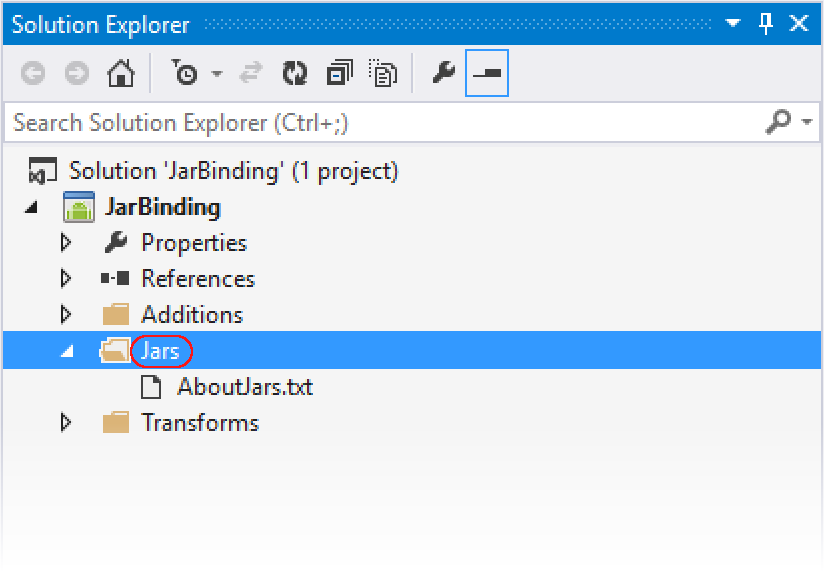 Solution Explorer
Search Solution Explorer (Ctrl+;)
Solution 'JarBinding' (1 project)
JarBinding
Properties
References
Additions
Jars
AboutJars.txt
Transforms